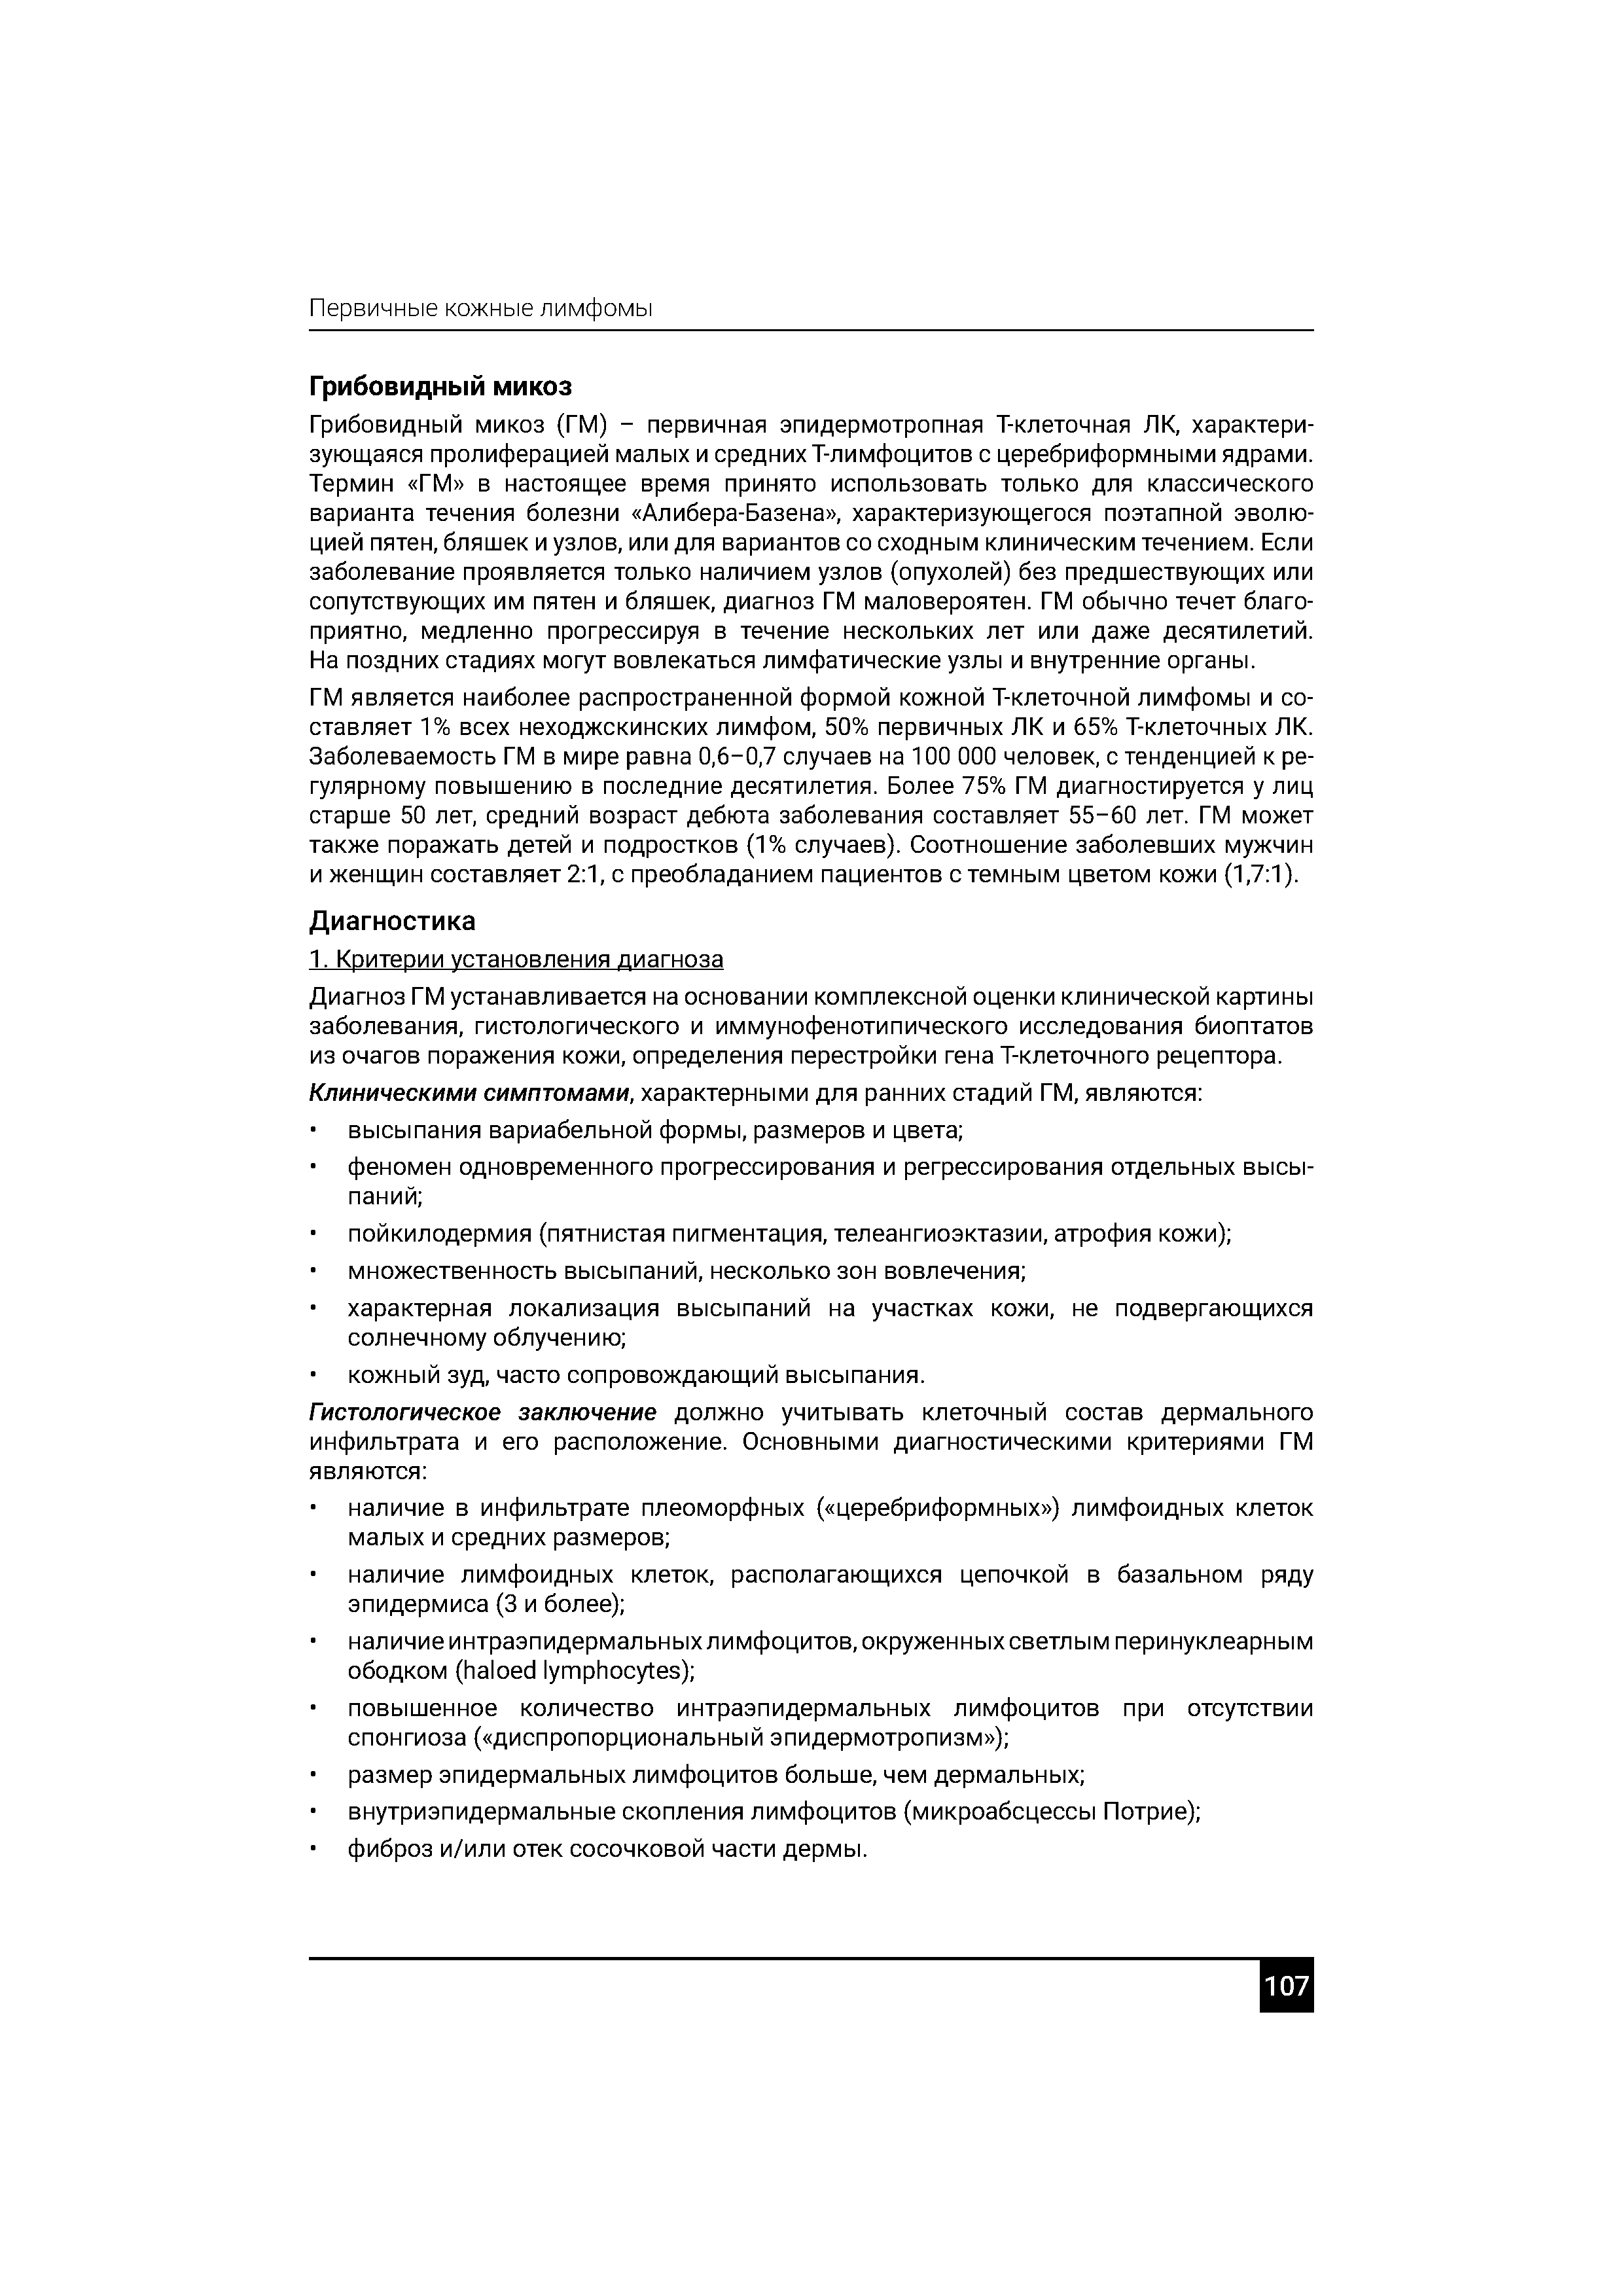 Первичные кожные лимфомы
Грибовидный микоз
Грибовидный микоз (ГМ) – первичная эпидермотропная Т-клеточная ЛК, характери-
зующаяся пролиферацией малых и средних Т-лимфоцитов с церебриформными ядрами.
Термин «ГМ» в настоящее время принято использовать только для классического
варианта течения болезни «Алибера-Базена», характеризующегося поэтапной эволю-
цией пятен, бляшек и узлов, или для вариантов со сходным клиническим течением. Если
заболевание проявляется только наличием узлов (опухолей) без предшествующих или
сопутствующих им пятен и бляшек, диагноз ГМ маловероятен. ГМ обычно течет благо-
приятно, медленно прогрессируя в течение нескольких лет или даже десятилетий.
На поздних стадиях могут вовлекаться лимфатические узлы и внутренние органы.
ГМ является наиболее распространенной формой кожной Т-клеточной лимфомы и со-
ставляет 1% всех неходжскинских лимфом, 50% первичных ЛК и 65% Т-клеточных ЛК.
Заболеваемость ГМ в мире равна 0,6–0,7 случаев на 100 000 человек, с тенденцией к ре-
гулярному повышению в последние десятилетия. Более 75% ГМ диагностируется у лиц
старше 50 лет, средний возраст дебюта заболевания составляет 55–60 лет. ГМ может
также поражать детей и подростков (1% случаев). Соотношение заболевших мужчин
и женщин составляет 2:1, с преобладанием пациентов с темным цветом кожи (1,7:1).
Диагностика
1. Критерии установления диагноза
Диагноз ГМ устанавливается на основании комплексной оценки клинической картины
заболевания, гистологического и иммунофенотипического исследования биоптатов
из очагов поражения кожи, определения перестройки гена Т-клеточного рецептора.
Клиническими симптомами, характерными для ранних стадий ГМ, являются:
• высыпания вариабельной формы, размеров и цвета;
• феномен одновременного прогрессирования и регрессирования отдельных высы-
паний;
• пойкилодермия (пятнистая пигментация, телеангиоэктазии, атрофия кожи);
• множественность высыпаний, несколько зон вовлечения;
• характерная локализация высыпаний на участках кожи, не подвергающихся
солнечному облучению;
• кожный зуд, часто сопровождающий высыпания.
Гистологическое заключение должно учитывать клеточный состав дермального
инфильтрата и его расположение. Основными диагностическими критериями ГМ
являются:
• наличие в инфильтрате плеоморфных («церебриформных») лимфоидных клеток
малых и средних размеров;
• наличие лимфоидных клеток, располагающихся цепочкой в базальном ряду
эпидермиса (3 и более);
• наличие интраэпидермальных лимфоцитов, окруженных светлым перинуклеарным
ободком (haloed lymphocytes);
• повышенное количество интраэпидермальных лимфоцитов при отсутствии
спонгиоза («диспропорциональный эпидермотропизм»);
• размер эпидермальных лимфоцитов больше, чем дермальных;
• внутриэпидермальные скопления лимфоцитов (микроабсцессы Потрие);
• фиброз и/или отек сосочковой части дермы.
107